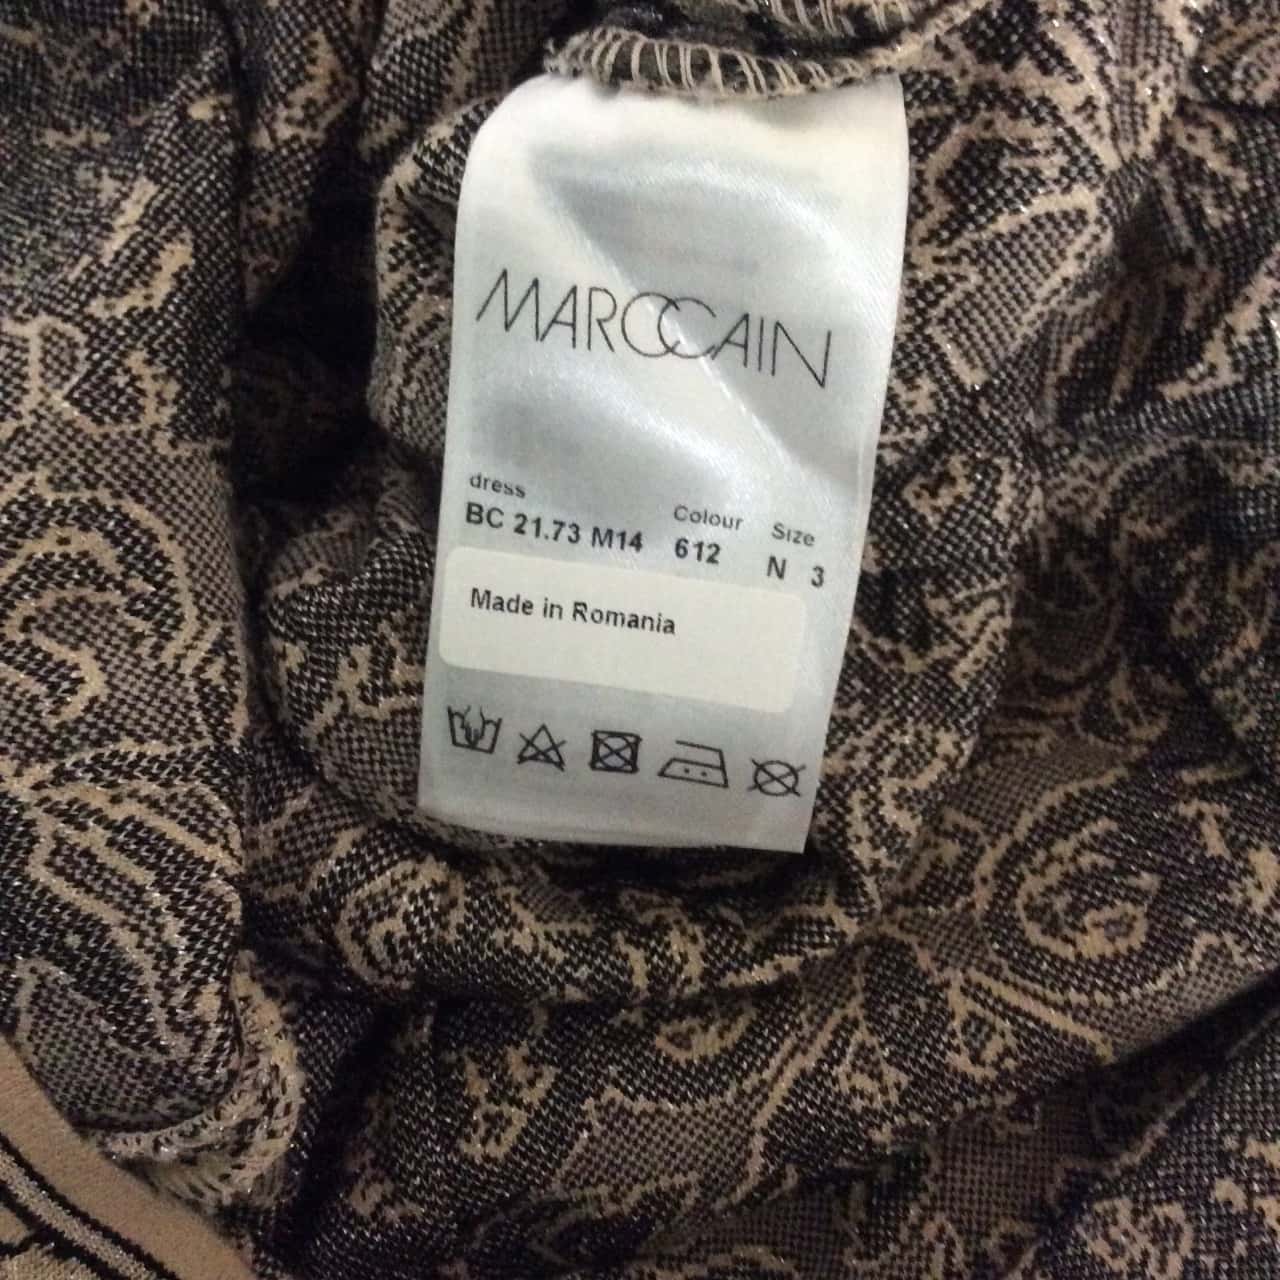 MARCCAIN
dress Colour Size
BC 21.73 M14 612 N 3
Made in Romania